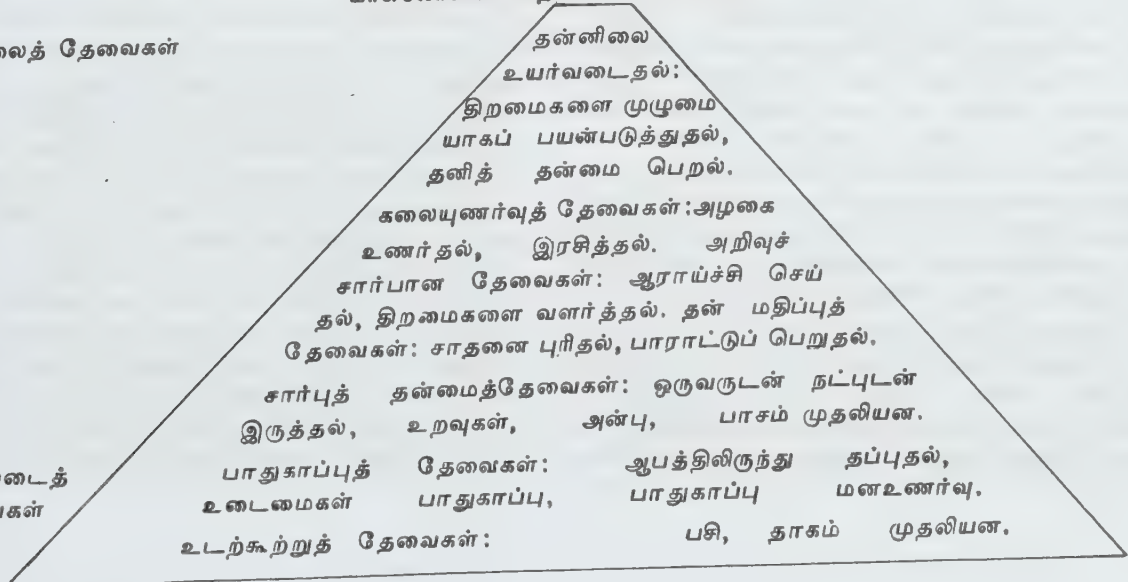 தேவைகள்
தன்னிலை
உயர்வடைதல்:
திறமைகளை முழுமை
யாகப் பயன்படுத்துதல்,
தனித் தன்மை பெறல்.
கலையுணர்வுத் தேவைகள்:அழகை
உணர்தல், இரசித்தல். அறிவுச்
சார்பான தேவைகள்: ஆராய்ச்சி செய்
தல், திறமைகளை வளர்த்தல். தன் மதிப்புத்
தேவைகள்: சாதனை புரிதல், பாராட்டுப் பெறுதல்.
சார்புத் தன்மைத்தேவைகள்: ஒருவருடன் நட்புடன்
இருத்தல், உறவுகள், அன்பு, பாசம் முதலியன.
பாதுகாப்புத் தேவைகள்: ஆபத்திலிருந்து தப்புதல்,
உடைமைகள் பாதுகாப்பு, பாதுகாப்பு மனஉணர்வு.
உடற்கூற்றுத் தேவைகள்: பசி, தாகம் முதலியன.